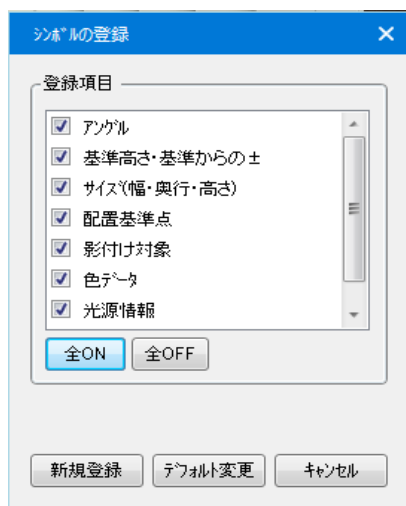 ｼﾝﾎﾞﾙの登録
登録項目
ｱﾝｸﾞﾙ
基準高さ・基準からの±
ｻｲｽﾞ(幅・奥行・高さ)
配置基準点
影付け対象
色ﾃﾞｰﾀ
光源情報
全ON 全OFF
新規登録 ﾃﾞﾌｫﾙﾄ変更 ｷｬﾝｾﾙ